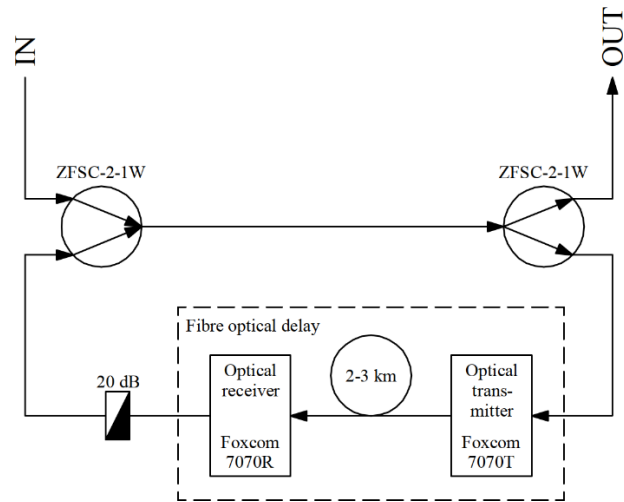 IN
OUT
ZFSC-2-1W
ZFSC-2-1W
Fibre optical delay
20 dB
Optical
receiver
Foxcom
7070R
2-3 km
Optical
trans-
mitter
Foxcom
7070T